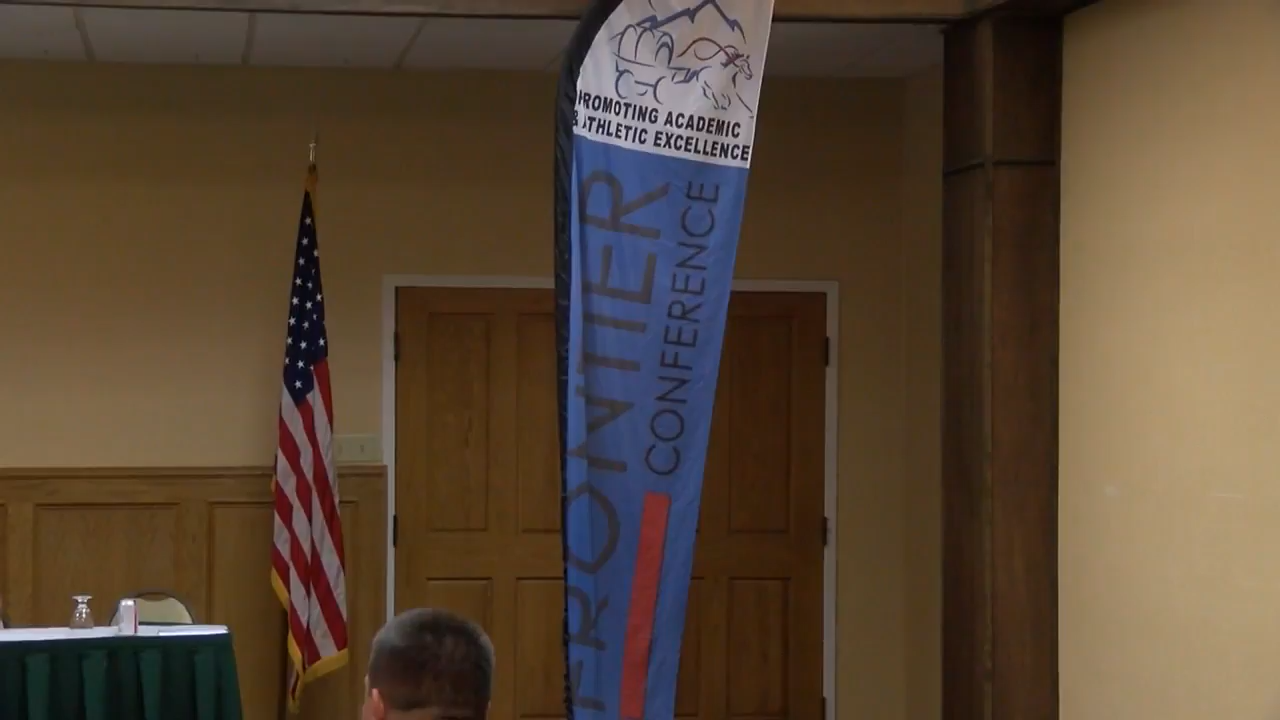 PROMOTING ACADEMIC
& ATHLETIC EXCELLENCE
FRONTIER
CONFERENCE